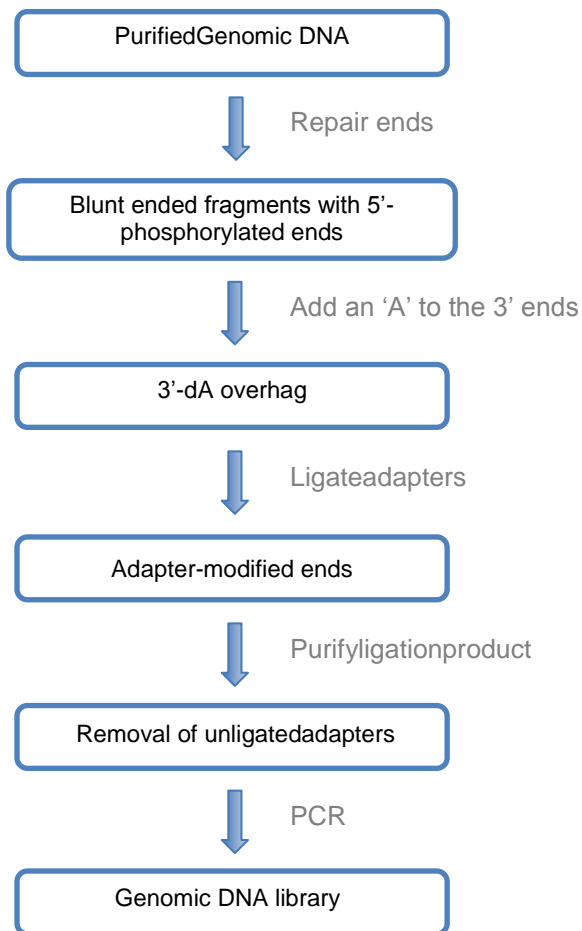 PurifiedGenomic DNA
Repair ends
Blunt ended fragments with 5’-
phosphorylated ends
Add an ‘A’ to the 3’ ends
3’-dA overhag
Ligateadapters
Adapter-modified ends
Purifyligationproduct
Removal of unligatedadapters
PCR
Genomic DNA library